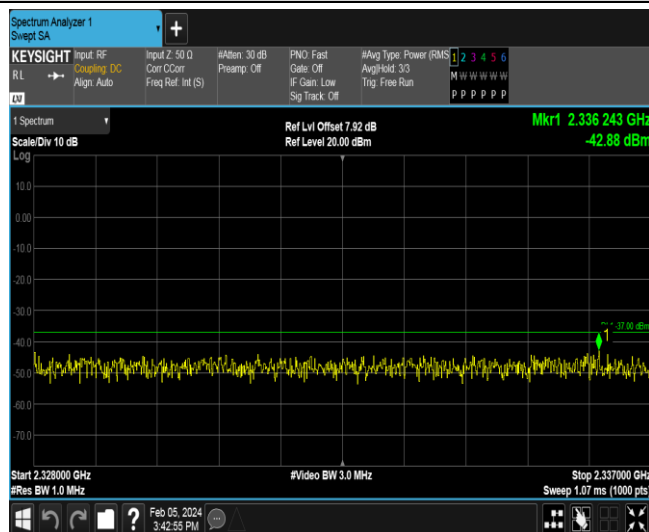 Spectrum Analyzer 1
Swept SA
+
KEYSIGHT
RL
LXI
Input: RF
Coupling: DC
Align: Auto
Input Z: 50 Ω
Corr CCorr
Freq Ref: Int (S)
#Atten: 30 dB
Preamp: Off
PNO: Fast
Gate: Off
IF Gain: Low
Sig Track: Off
#Avg Type: Power (RMS
Avg|Hold: 3/3
Trig: Free Run
1 2 3 4 5 6
M W W W W W
P P P P P P
1 Spectrum
Scale/Div 10 dB
Log
Ref Lvl Offset 7.92 dB
Ref Level 20.00 dBm
Mkr1 2.336 243 GHz
-42.88 dBm
10.0
0.00
-10.0
-20.0
-30.0
-37.00 dBm
1
-40.0
-50.0
-60.0
-70.0
Start 2.328000 GHz
#Res BW 1.0 MHz
#Video BW 3.0 MHz
Stop 2.337000 GHz
Sweep 1.07 ms (1000 pts)
?
Feb 05, 2024
3:42:55 PM